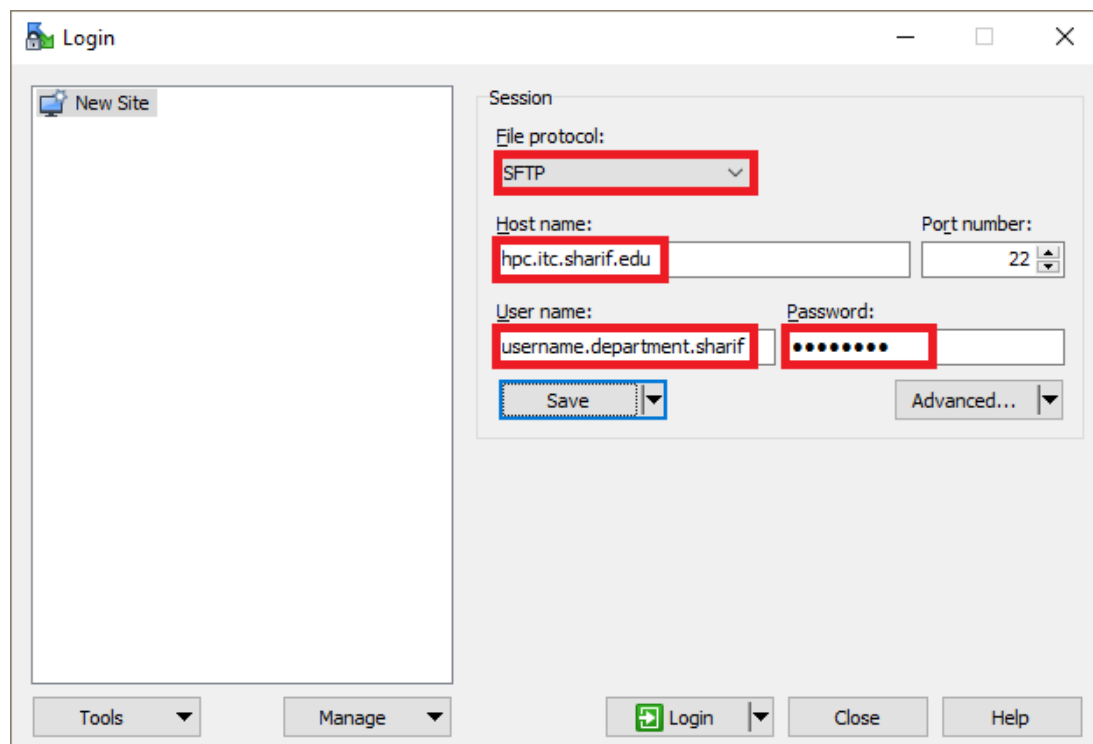 Login
New Site
Session
File protocol:
SFTP
Host name: Port number:
hpc.itc.sharif.edu 22
User name: Password:
username.department.sharif ●●●●●●●●
Save Advanced...
Tools Manage Login Close Help